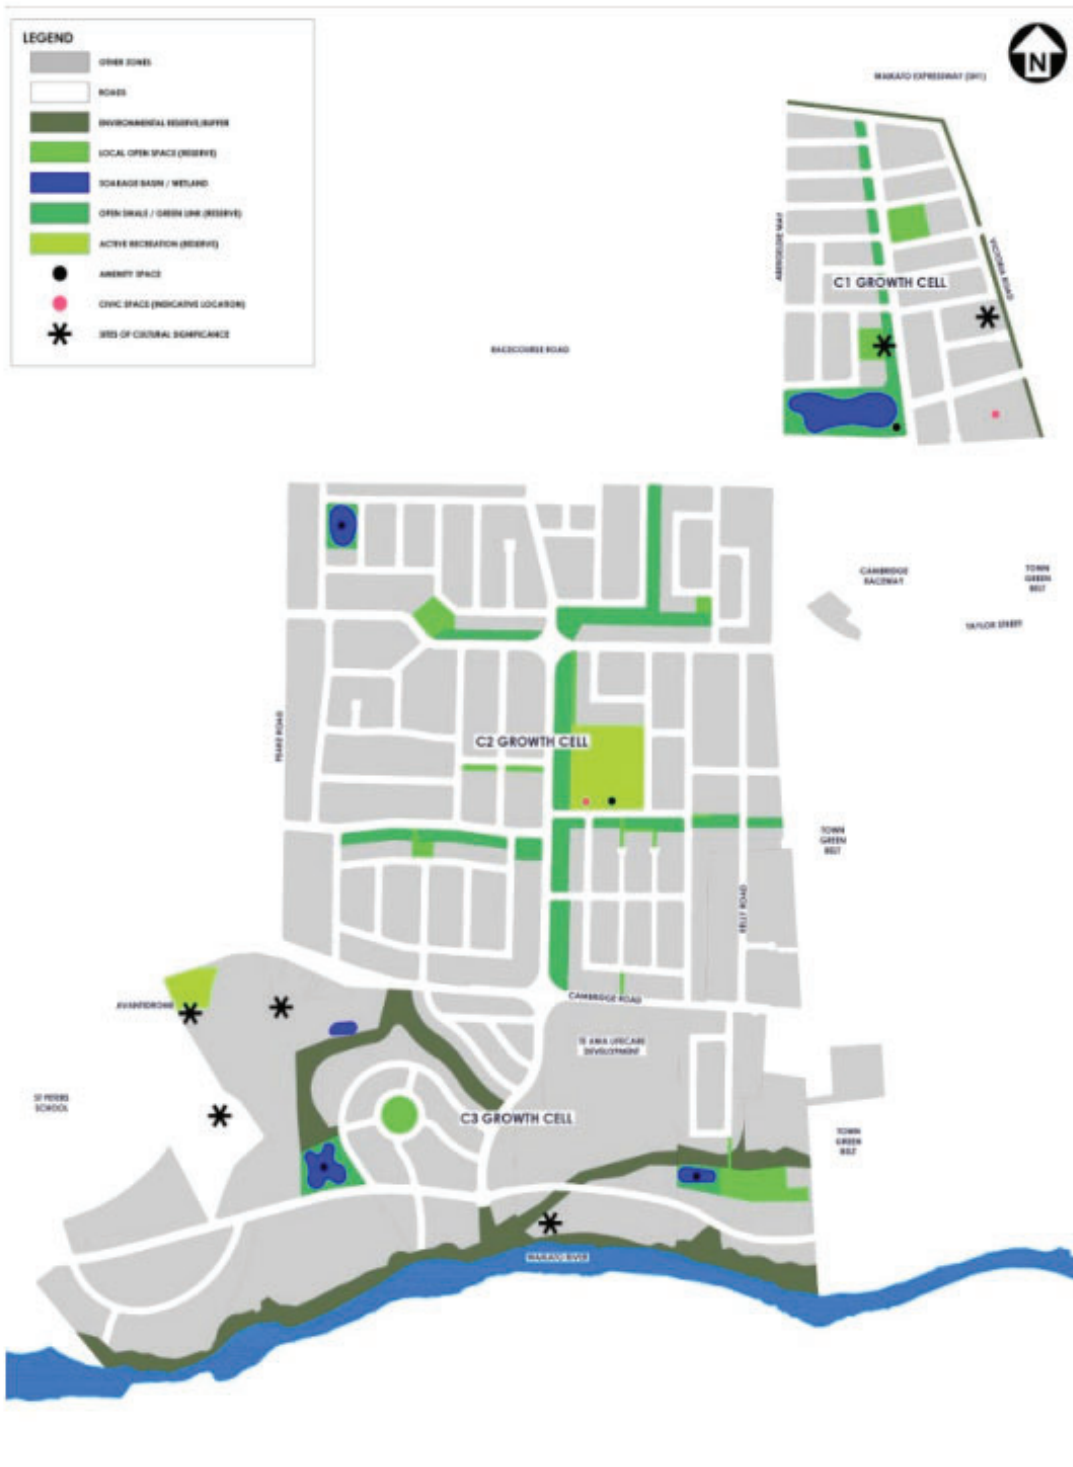 LEGEND
OTHER ZONES
ROADS
ENVIRONMENTAL RESERVE/BUFFER
LOCAL OPEN SPACE (RESERVE)
SOAKAGE BASIN / WETLAND
OPEN SWALE / GREEN LINK (RESERVE)
ACTIVE RECREATION (RESERVE)
AMENITY SPACE
CIVIC SPACE (INDICATIVE LOCATION)
SITES OF CULTURAL SIGNIFICANCE
N
WAIKATO EXPRESSWAY (SH1)
ABERGELDIE WAY
VICTORIA ROAD
C1 GROWTH CELL
RACECOURSE ROAD
CAMBRIDGE
RACEWAY
TOWN
GREEN
BELT
TAYLOR STREET
PEAKE ROAD
C2 GROWTH CELL
TOWN
GREEN
BELT
KELLY ROAD
CAMBRIDGE ROAD
AVANTIDROME
TE AWA LIFECARE
DEVELOPMENT
ST PETERS
SCHOOL
C3 GROWTH CELL
TOWN
GREEN
BELT
WAIKATO RIVER